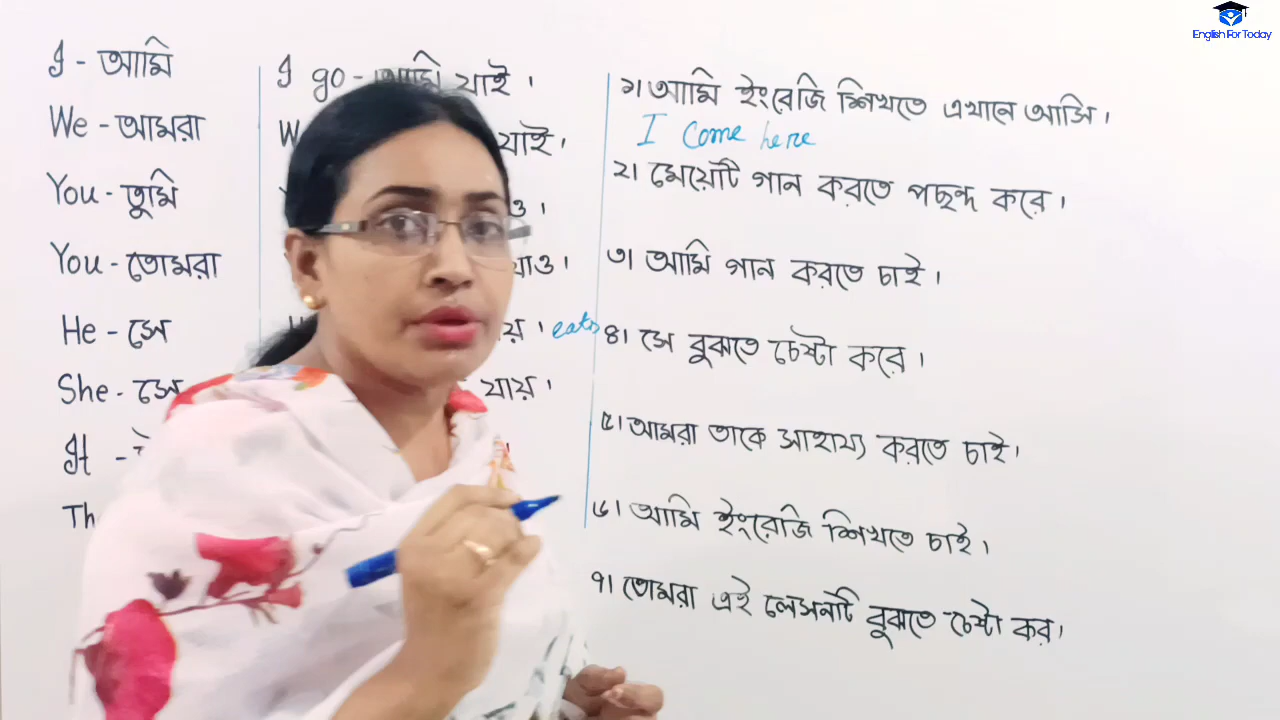 English For Today
I - আমি
We - আমরা
You - তুমি
You - তোমরা
He - সে
She - সে
It -
Th
I go - আমি যাই ।
W যাই ।
ও ।
যাও ।
য় । eats
যায় ।
১। আমি ইংরেজি শিখতে এখানে আসি ।
I come here
২। মেয়েটি গান করতে পছন্দ করে ।
৩। আমি গান করতে চাই ।
৪। সে বুঝতে চেষ্টা করে ।
৫। আমরা তাকে সাহায্য করতে চাই ।
৬। আমি ইংরেজি শিখতে চাই ।
৭। তোমরা এই লেসনটি বুঝতে চেষ্টা কর ।